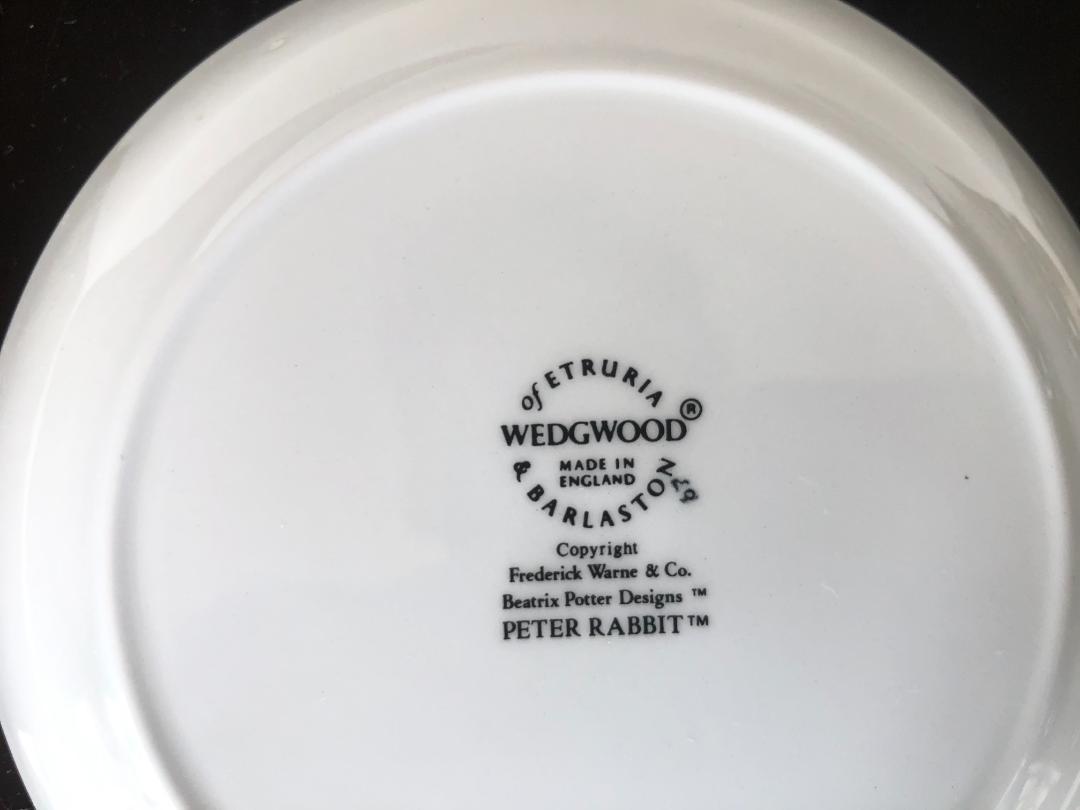 of ETRURIA
WEDGWOOD®
MADE IN
ENGLAND
& BARLASTON
Copyright
Frederick Warne & Co.
Beatrix Potter Designs ™
PETER RABBIT™